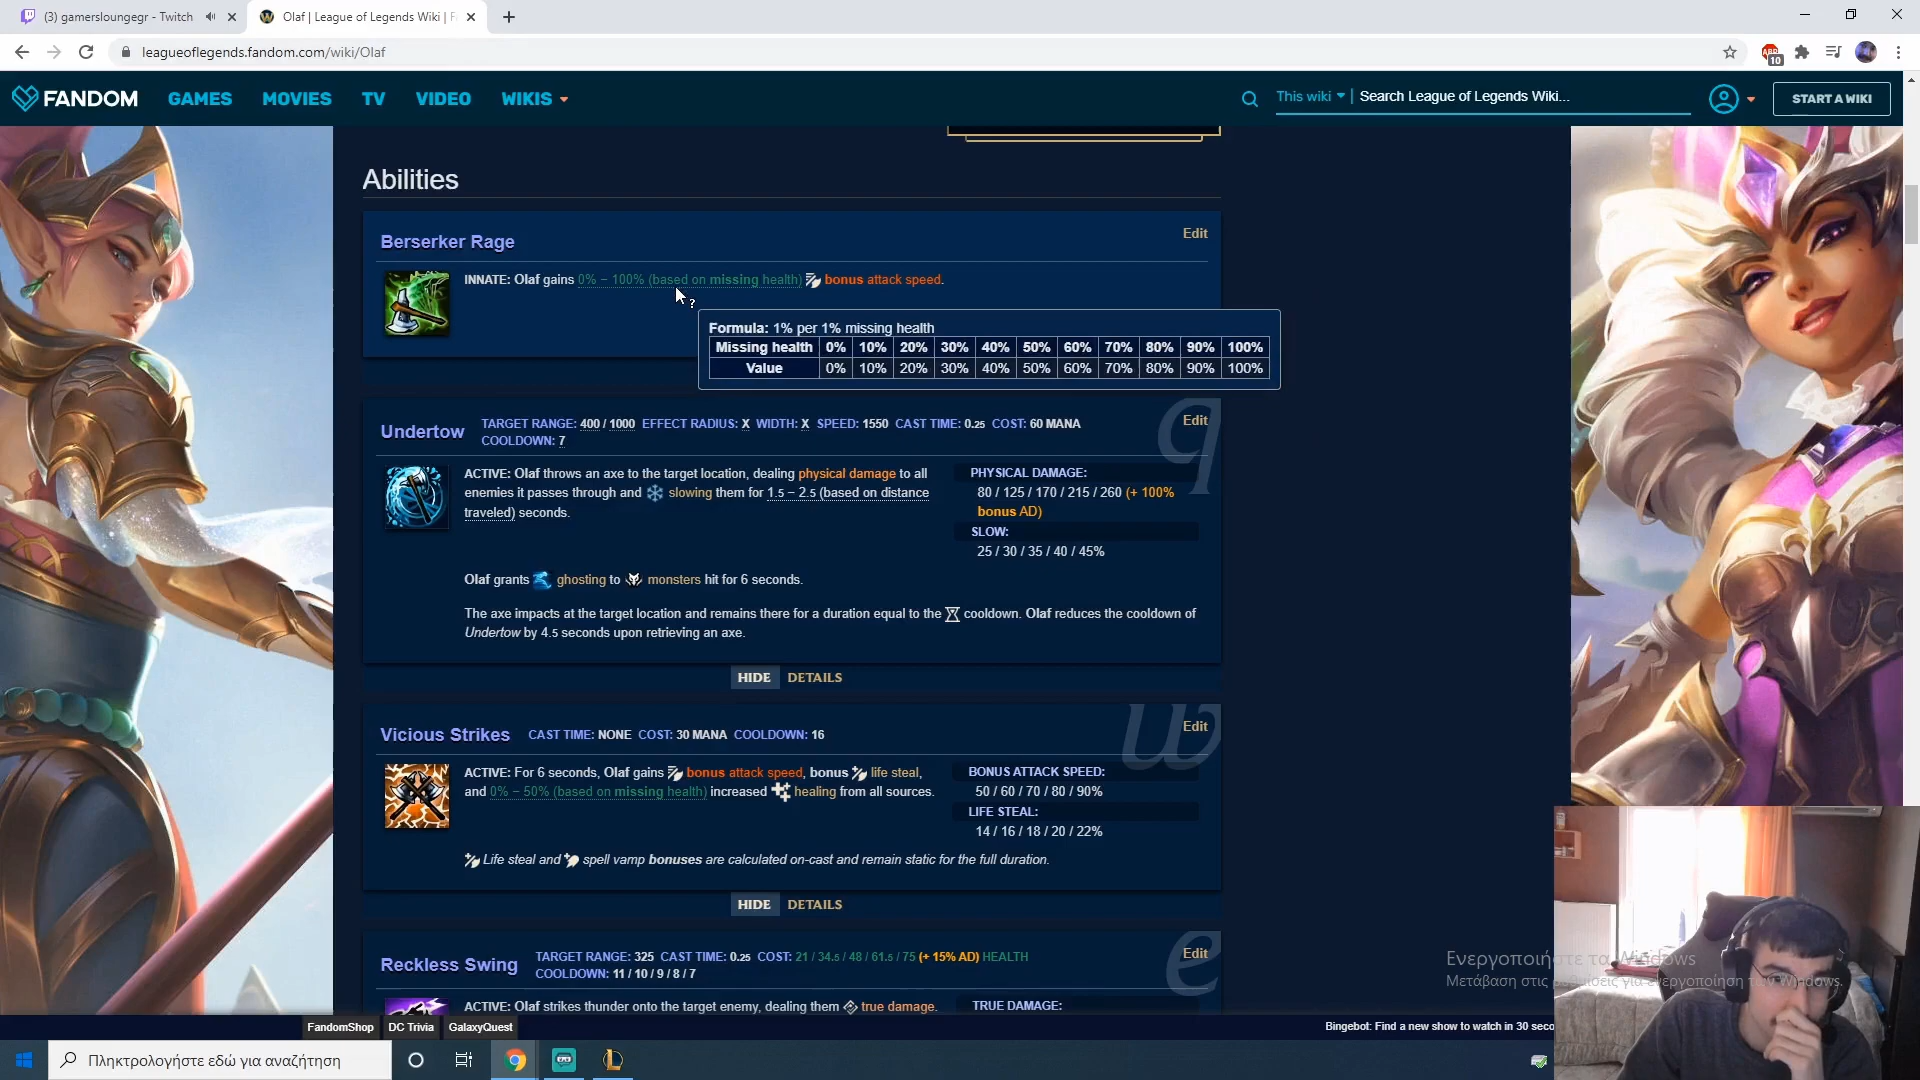 (3) gamersloungegr - Twitch
Olaf | League of Legends Wiki | F
leagueoflegends.fandom.com/wiki/Olaf
ABP
10
FANDOM
GAMES
MOVIES
TV
VIDEO
WIKIS
This wiki
Search League of Legends Wiki...
START A WIKI
Abilities
Berserker Rage
Edit
INNATE: Olaf gains 0% − 100% (based on missing health) bonus attack speed.
?
Formula: 1% per 1% missing health
Missing health 0% 10% 20% 30% 40% 50% 60% 70% 80% 90% 100%
Value 0% 10% 20% 30% 40% 50% 60% 70% 80% 90% 100%
q
Undertow
TARGET RANGE: 400 / 1000 EFFECT RADIUS: X WIDTH: X SPEED: 1550 CAST TIME: 0.25 COST: 60 MANA
COOLDOWN: 7
Edit
ACTIVE: Olaf throws an axe to the target location, dealing physical damage to all
enemies it passes through and slowing them for 1.5 − 2.5 (based on distance
traveled) seconds.
PHYSICAL DAMAGE:
80 / 125 / 170 / 215 / 260 (+ 100%
bonus AD)
SLOW:
25 / 30 / 35 / 40 / 45%
Olaf grants ghosting to monsters hit for 6 seconds.
The axe impacts at the target location and remains there for a duration equal to the cooldown. Olaf reduces the cooldown of
Undertow by 4.5 seconds upon retrieving an axe.
HIDE DETAILS
w
Vicious Strikes
CAST TIME: NONE COST: 30 MANA COOLDOWN: 16
Edit
ACTIVE: For 6 seconds, Olaf gains bonus attack speed, bonus life steal,
and 0% − 50% (based on missing health) increased healing from all sources.
BONUS ATTACK SPEED:
50 / 60 / 70 / 80 / 90%
LIFE STEAL:
14 / 16 / 18 / 20 / 22%
Life steal and spell vamp bonuses are calculated on-cast and remain static for the full duration.
HIDE DETAILS
e
Reckless Swing
TARGET RANGE: 325 CAST TIME: 0.25 COST: 21 / 34.5 / 48 / 61.5 / 75 (+ 15% AD) HEALTH
COOLDOWN: 11 / 10 / 9 / 8 / 7
Edit
ACTIVE: Olaf strikes thunder onto the target enemy, dealing them true damage.
TRUE DAMAGE:
FandomShop
DC Trivia
GalaxyQuest
Bingebot: Find a new show to watch in 30 seco
Ενεργοποιήστε τα Windows
Μετάβαση στις ρυθμίσεις για ενεργοποίηση των Windows.
Πληκτρολογήστε εδώ για αναζήτηση